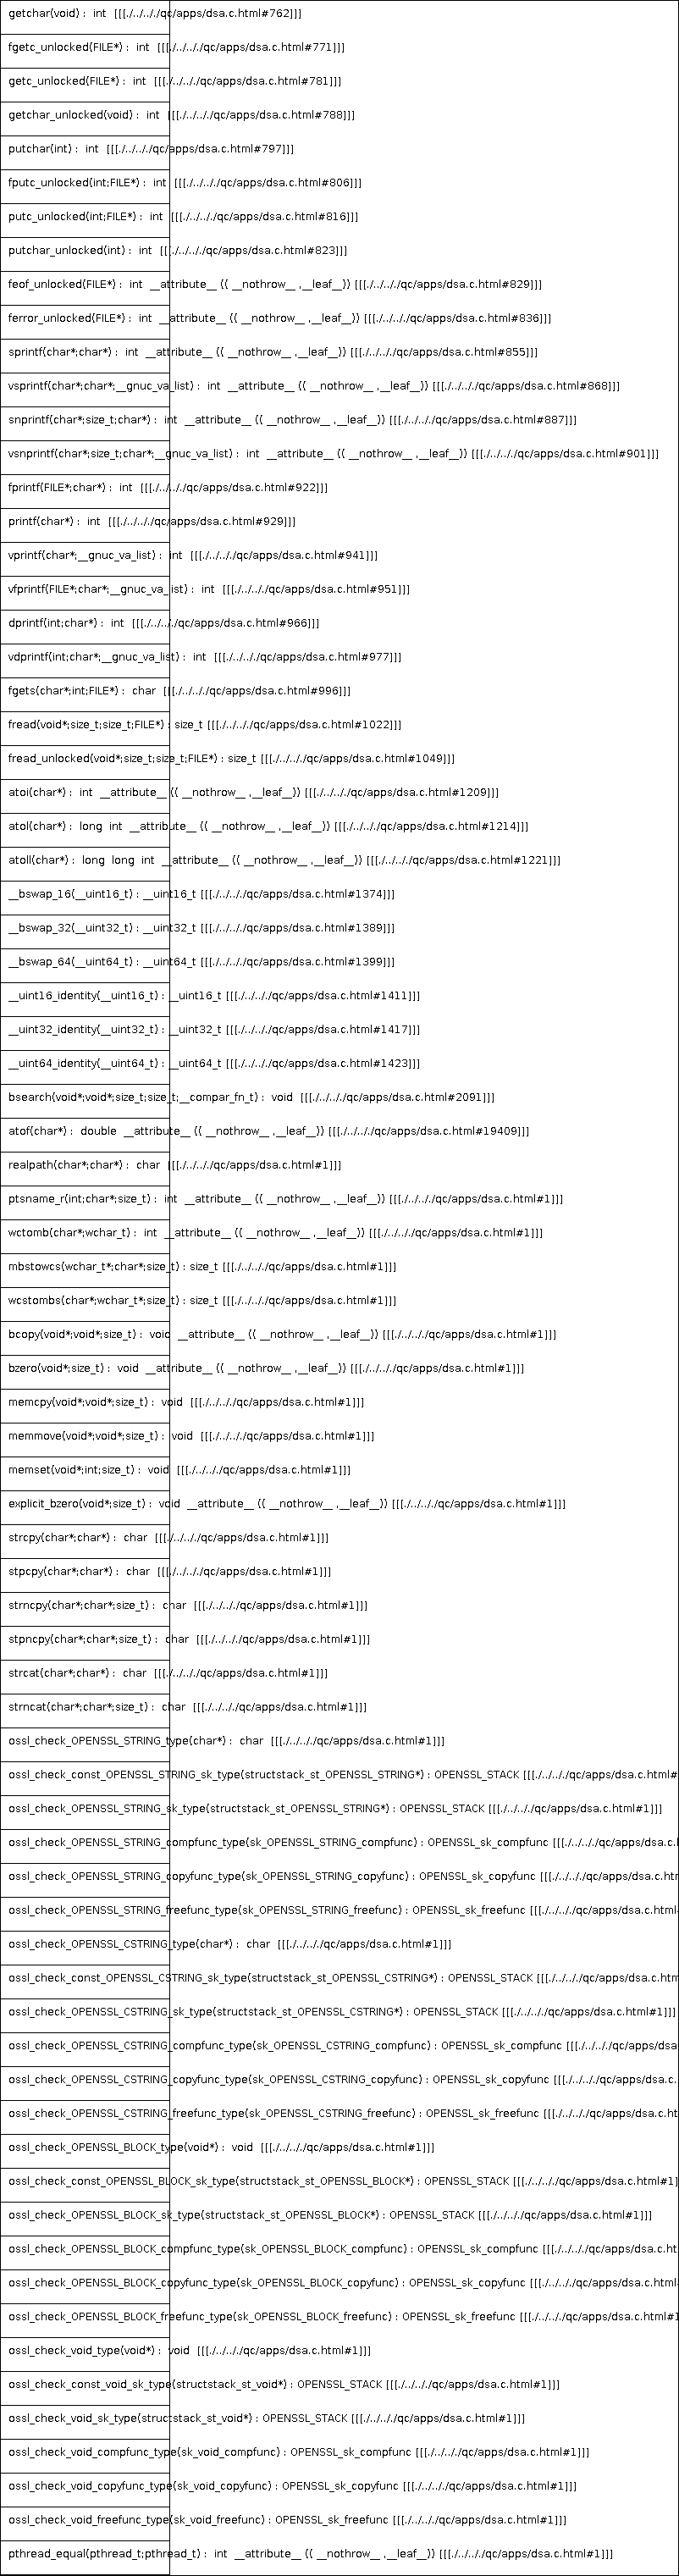 getchar(void) :  int  [[[./../.././qc/apps/dsa.c.html#762]]]
fgetc_unlocked(FILE*) :  int  [[[./../.././qc/apps/dsa.c.html#771]]]
getc_unlocked(FILE*) :  int  [[[./../.././qc/apps/dsa.c.html#781]]]
getchar_unlocked(void) :  int  [[[./../.././qc/apps/dsa.c.html#788]]]
putchar(int) :  int  [[[./../.././qc/apps/dsa.c.html#797]]]
fputc_unlocked(int;FILE*) :  int  [[[./../.././qc/apps/dsa.c.html#806]]]
putc_unlocked(int;FILE*) :  int  [[[./../.././qc/apps/dsa.c.html#816]]]
putchar_unlocked(int) :  int  [[[./../.././qc/apps/dsa.c.html#823]]]
feof_unlocked(FILE*) :  int  __attribute__ (( __nothrow__ ,__leaf__)) [[[./../.././qc/apps/dsa.c.html#829]]]
ferror_unlocked(FILE*) :  int  __attribute__ (( __nothrow__ ,__leaf__)) [[[./../.././qc/apps/dsa.c.html#836]]]
sprintf(char*;char*) :  int  __attribute__ (( __nothrow__ ,__leaf__)) [[[./../.././qc/apps/dsa.c.html#855]]]
vsprintf(char*;char*;__gnuc_va_list) :  int  __attribute__ (( __nothrow__ ,__leaf__)) [[[./../.././qc/apps/dsa.c.html#868]]]
snprintf(char*;size_t;char*) :  int  __attribute__ (( __nothrow__ ,__leaf__)) [[[./../.././qc/apps/dsa.c.html#887]]]
vsnprintf(char*;size_t;char*;__gnuc_va_list) :  int  __attribute__ (( __nothrow__ ,__leaf__)) [[[./../.././qc/apps/dsa.c.html#901]]]
fprintf(FILE*;char*) :  int  [[[./../.././qc/apps/dsa.c.html#922]]]
printf(char*) :  int  [[[./../.././qc/apps/dsa.c.html#929]]]
vprintf(char*;__gnuc_va_list) :  int  [[[./../.././qc/apps/dsa.c.html#941]]]
vfprintf(FILE*;char*;__gnuc_va_list) :  int  [[[./../.././qc/apps/dsa.c.html#951]]]
dprintf(int;char*) :  int  [[[./../.././qc/apps/dsa.c.html#966]]]
vdprintf(int;char*;__gnuc_va_list) :  int  [[[./../.././qc/apps/dsa.c.html#977]]]
fgets(char*;int;FILE*) :  char  [[[./../.././qc/apps/dsa.c.html#996]]]
fread(void*;size_t;size_t;FILE*) : size_t [[[./../.././qc/apps/dsa.c.html#1022]]]
fread_unlocked(void*;size_t;size_t;FILE*) : size_t [[[./../.././qc/apps/dsa.c.html#1049]]]
atoi(char*) :  int  __attribute__ (( __nothrow__ ,__leaf__)) [[[./../.././qc/apps/dsa.c.html#1209]]]
atol(char*) :  long  int  __attribute__ (( __nothrow__ ,__leaf__)) [[[./../.././qc/apps/dsa.c.html#1214]]]
atoll(char*) :  long  long  int  __attribute__ (( __nothrow__ ,__leaf__)) [[[./../.././qc/apps/dsa.c.html#1221]]]
__bswap_16(__uint16_t) : __uint16_t [[[./../.././qc/apps/dsa.c.html#1374]]]
__bswap_32(__uint32_t) : __uint32_t [[[./../.././qc/apps/dsa.c.html#1389]]]
__bswap_64(__uint64_t) : __uint64_t [[[./../.././qc/apps/dsa.c.html#1399]]]
__uint16_identity(__uint16_t) : __uint16_t [[[./../.././qc/apps/dsa.c.html#1411]]]
__uint32_identity(__uint32_t) : __uint32_t [[[./../.././qc/apps/dsa.c.html#1417]]]
__uint64_identity(__uint64_t) : __uint64_t [[[./../.././qc/apps/dsa.c.html#1423]]]
bsearch(void*;void*;size_t;size_t;__compar_fn_t) :  void  [[[./../.././qc/apps/dsa.c.html#2091]]]
atof(char*) :  double  __attribute__ (( __nothrow__ ,__leaf__)) [[[./../.././qc/apps/dsa.c.html#19409]]]
realpath(char*;char*) :  char  [[[./../.././qc/apps/dsa.c.html#1]]]
ptsname_r(int;char*;size_t) :  int  __attribute__ (( __nothrow__ ,__leaf__)) [[[./../.././qc/apps/dsa.c.html#1]]]
wctomb(char*;wchar_t) :  int  __attribute__ (( __nothrow__ ,__leaf__)) [[[./../.././qc/apps/dsa.c.html#1]]]
mbstowcs(wchar_t*;char*;size_t) : size_t [[[./../.././qc/apps/dsa.c.html#1]]]
wcstombs(char*;wchar_t*;size_t) : size_t [[[./../.././qc/apps/dsa.c.html#1]]]
bcopy(void*;void*;size_t) :  void  __attribute__ (( __nothrow__ ,__leaf__)) [[[./../.././qc/apps/dsa.c.html#1]]]
bzero(void*;size_t) :  void  __attribute__ (( __nothrow__ ,__leaf__)) [[[./../.././qc/apps/dsa.c.html#1]]]
memcpy(void*;void*;size_t) :  void  [[[./../.././qc/apps/dsa.c.html#1]]]
memmove(void*;void*;size_t) :  void  [[[./../.././qc/apps/dsa.c.html#1]]]
memset(void*;int;size_t) :  void  [[[./../.././qc/apps/dsa.c.html#1]]]
explicit_bzero(void*;size_t) :  void  __attribute__ (( __nothrow__ ,__leaf__)) [[[./../.././qc/apps/dsa.c.html#1]]]
strcpy(char*;char*) :  char  [[[./../.././qc/apps/dsa.c.html#1]]]
stpcpy(char*;char*) :  char  [[[./../.././qc/apps/dsa.c.html#1]]]
strncpy(char*;char*;size_t) :  char  [[[./../.././qc/apps/dsa.c.html#1]]]
stpncpy(char*;char*;size_t) :  char  [[[./../.././qc/apps/dsa.c.html#1]]]
strcat(char*;char*) :  char  [[[./../.././qc/apps/dsa.c.html#1]]]
strncat(char*;char*;size_t) :  char  [[[./../.././qc/apps/dsa.c.html#1]]]
ossl_check_OPENSSL_STRING_type(char*) :  char  [[[./../.././qc/apps/dsa.c.html#1]]]
ossl_check_const_OPENSSL_STRING_sk_type(structstack_st_OPENSSL_STRING*) : OPENSSL_STACK [[[./../.././qc/apps/dsa.c.html#
ossl_check_OPENSSL_STRING_sk_type(structstack_st_OPENSSL_STRING*) : OPENSSL_STACK [[[./../.././qc/apps/dsa.c.html#1]]]
ossl_check_OPENSSL_STRING_compfunc_type(sk_OPENSSL_STRING_compfunc) : OPENSSL_sk_compfunc [[[./../.././qc/apps/dsa.c.h
ossl_check_OPENSSL_STRING_copyfunc_type(sk_OPENSSL_STRING_copyfunc) : OPENSSL_sk_copyfunc [[[./../.././qc/apps/dsa.c.htm
ossl_check_OPENSSL_STRING_freefunc_type(sk_OPENSSL_STRING_freefunc) : OPENSSL_sk_freefunc [[[./../.././qc/apps/dsa.c.html
ossl_check_OPENSSL_CSTRING_type(char*) :  char  [[[./../.././qc/apps/dsa.c.html#1]]]
ossl_check_const_OPENSSL_CSTRING_sk_type(structstack_st_OPENSSL_CSTRING*) : OPENSSL_STACK [[[./../.././qc/apps/dsa.c.htm
ossl_check_OPENSSL_CSTRING_sk_type(structstack_st_OPENSSL_CSTRING*) : OPENSSL_STACK [[[./../.././qc/apps/dsa.c.html#1]]]
ossl_check_OPENSSL_CSTRING_compfunc_type(sk_OPENSSL_CSTRING_compfunc) : OPENSSL_sk_compfunc [[[./../.././qc/apps/dsa
ossl_check_OPENSSL_CSTRING_copyfunc_type(sk_OPENSSL_CSTRING_copyfunc) : OPENSSL_sk_copyfunc [[[./../.././qc/apps/dsa.c.
ossl_check_OPENSSL_CSTRING_freefunc_type(sk_OPENSSL_CSTRING_freefunc) : OPENSSL_sk_freefunc [[[./../.././qc/apps/dsa.c.ht
ossl_check_OPENSSL_BLOCK_type(void*) :  void  [[[./../.././qc/apps/dsa.c.html#1]]]
ossl_check_const_OPENSSL_BLOCK_sk_type(structstack_st_OPENSSL_BLOCK*) : OPENSSL_STACK [[[./../.././qc/apps/dsa.c.html#1]
ossl_check_OPENSSL_BLOCK_sk_type(structstack_st_OPENSSL_BLOCK*) : OPENSSL_STACK [[[./../.././qc/apps/dsa.c.html#1]]]
ossl_check_OPENSSL_BLOCK_compfunc_type(sk_OPENSSL_BLOCK_compfunc) : OPENSSL_sk_compfunc [[[./../.././qc/apps/dsa.c.ht
ossl_check_OPENSSL_BLOCK_copyfunc_type(sk_OPENSSL_BLOCK_copyfunc) : OPENSSL_sk_copyfunc [[[./../.././qc/apps/dsa.c.html
ossl_check_OPENSSL_BLOCK_freefunc_type(sk_OPENSSL_BLOCK_freefunc) : OPENSSL_sk_freefunc [[[./../.././qc/apps/dsa.c.html#1
ossl_check_void_type(void*) :  void  [[[./../.././qc/apps/dsa.c.html#1]]]
ossl_check_const_void_sk_type(structstack_st_void*) : OPENSSL_STACK [[[./../.././qc/apps/dsa.c.html#1]]]
ossl_check_void_sk_type(structstack_st_void*) : OPENSSL_STACK [[[./../.././qc/apps/dsa.c.html#1]]]
ossl_check_void_compfunc_type(sk_void_compfunc) : OPENSSL_sk_compfunc [[[./../.././qc/apps/dsa.c.html#1]]]
ossl_check_void_copyfunc_type(sk_void_copyfunc) : OPENSSL_sk_copyfunc [[[./../.././qc/apps/dsa.c.html#1]]]
ossl_check_void_freefunc_type(sk_void_freefunc) : OPENSSL_sk_freefunc [[[./../.././qc/apps/dsa.c.html#1]]]
pthread_equal(pthread_t;pthread_t) :  int  __attribute__ (( __nothrow__ ,__leaf__)) [[[./../.././qc/apps/dsa.c.html#1]]]